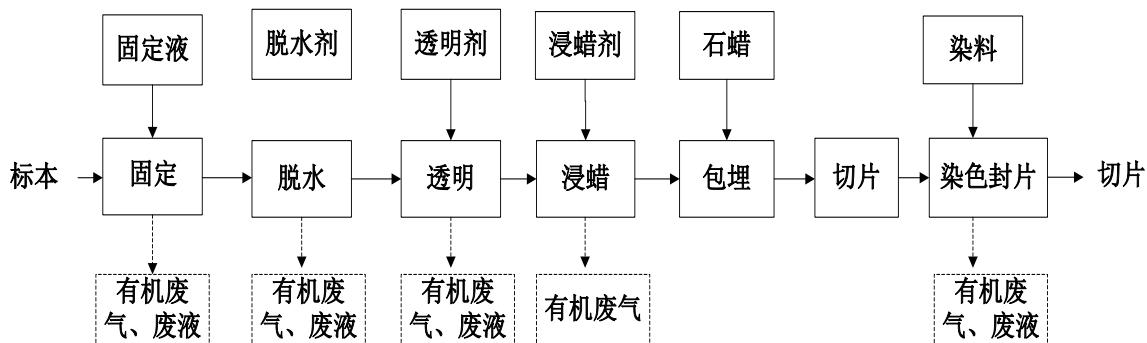 固定液
脱水剂
透明剂
浸蜡剂
石蜡
染料
标本
固定
脱水
透明
浸蜡
包埋
切片
染色封片
切片
有机废
气、废液
有机废
气、废液
有机废
气、废液
有机废气
有机废
气、废液